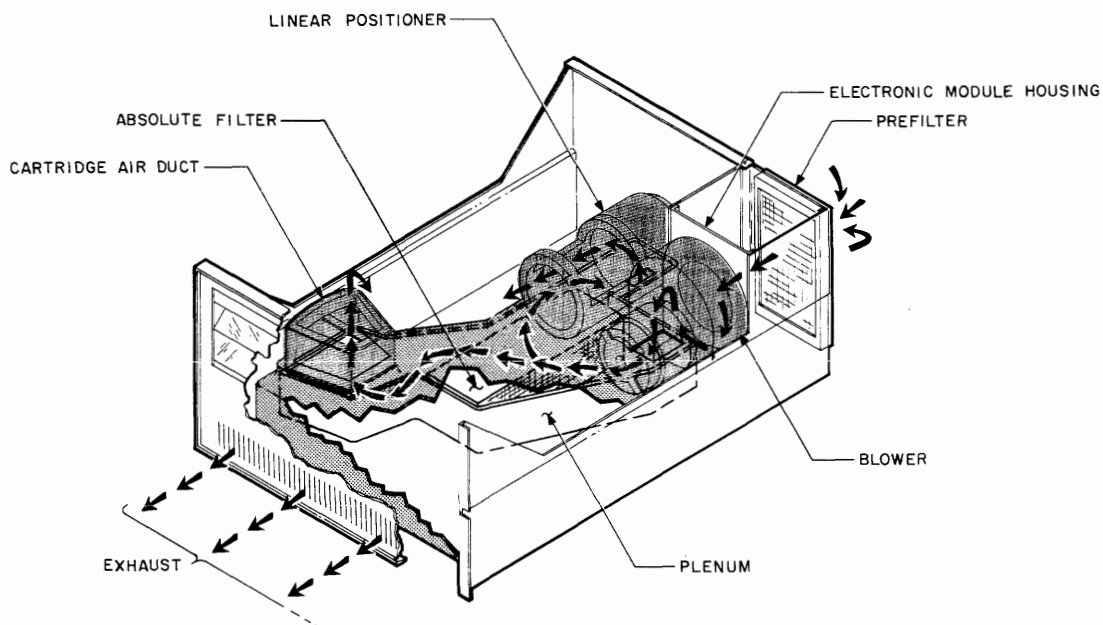 LINEAR POSITIONER
ELECTRONIC MODULE HOUSING
ABSOLUTE FILTER
PREFILTER
CARTRIDGE AIR DUCT
BLOWER
EXHAUST
PLENUM